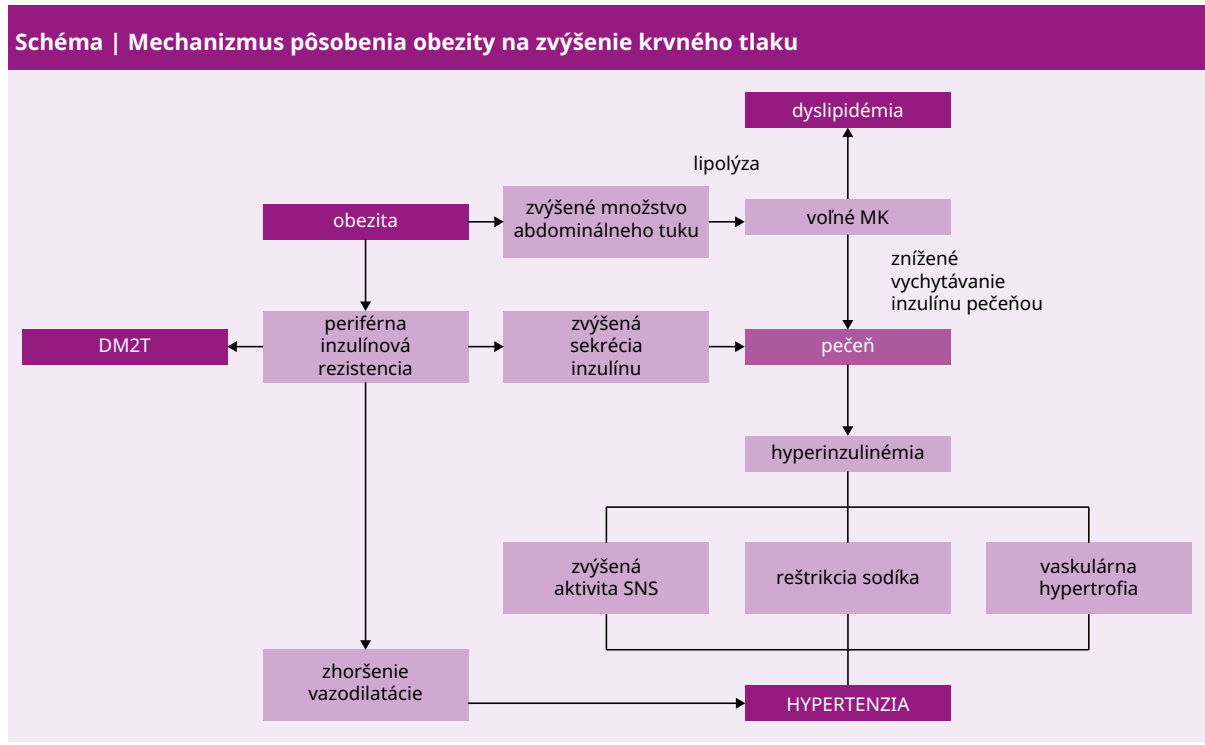 Schéma | Mechanizmus pôsobenia obezity na zvýšenie krvného tlaku
dyslipidémia
lipolýza
obezita
zvýšené množstvo
abdominálneho tuku
voľné MK
znížené
vychytávanie
inzulínu pečeňou
DM2T
periférna
inzulínová
rezistencia
zvýšená
sekrécia
inzulínu
pečeň
hyperinzulinémia
zvýšená
aktivita SNS
reštrikcia sodíka
vaskulárna
hypertrofia
zhoršenie
vazodilatácie
HYPERTENZIA